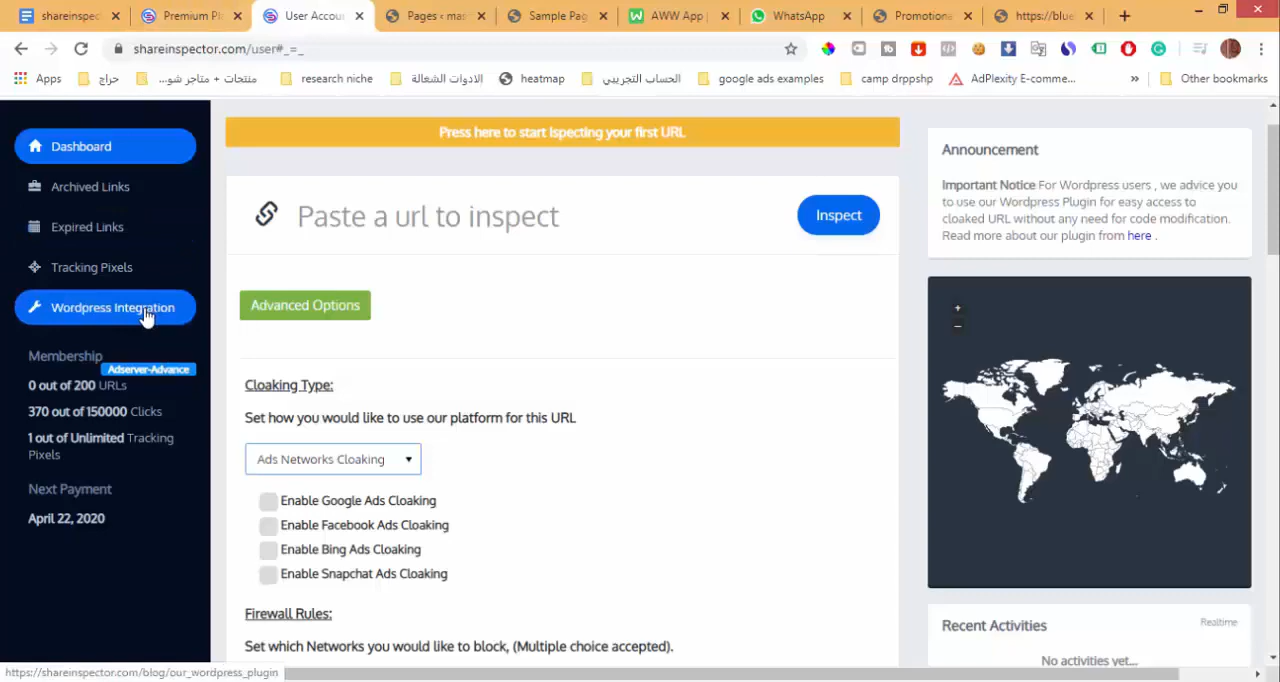 shareinspec
Premium Pl
User Accou
Pages < mas
Sample Pag
AWW App |
WhatsApp
Promotiona
https://blue
shareinspector.com/user#_=_
Apps
حراج
منتجات + متاجر شو...
research niche
الادوات الشغالة
heatmap
الحساب التجريبي
google ads examples
camp drppshp
AdPlexity E-comme...
»
Other bookmarks
Dashboard
Archived Links
Expired Links
Tracking Pixels
Wordpress Integration
Membership
Adserver-Advance
0 out of 200 URLs
370 out of 150000 Clicks
1 out of Unlimited Tracking
Pixels
Next Payment
April 22, 2020
Press here to start ispecting your first URL
Paste a url to inspect
Inspect
Advanced Options
Cloaking Type:
Set how you would like to use our platform for this URL
Ads Networks Cloaking
Enable Google Ads Cloaking
Enable Facebook Ads Cloaking
Enable Bing Ads Cloaking
Enable Snapchat Ads Cloaking
Firewall Rules:
Set which Networks you would like to block, (Multiple choice accepted).
Announcement
Important Notice For Wordpress users , we advice you
to use our Wordpress Plugin for easy access to
cloaked URL without any need for code modification.
Read more about our plugin from here .
+
−
Recent Activities
Realtime
No activities yet...
https://shareinspector.com/blog/our_wordpress_plugin